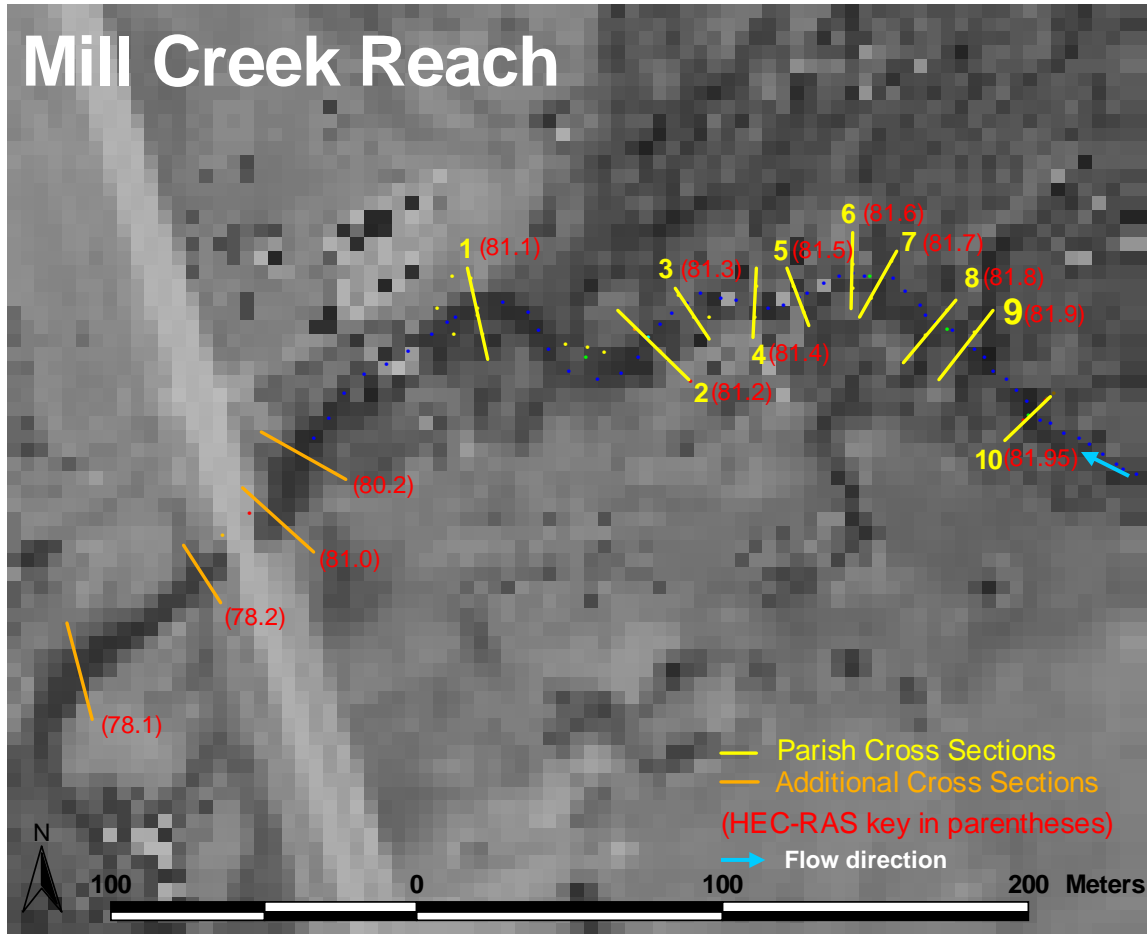 Mill Creek Reach
6 (81.6)
1 (81.1)
5 (81.5)
7 (81.7)
3 (81.3)
8 (81.8)
9 (81.9)
4 (81.4)
2 (81.2)
10 (81.95)
(80.2)
(81.0)
(78.2)
(78.1)
Parish Cross Sections
Additional Cross Sections
(HEC-RAS key in parentheses)
Flow direction
N
100 0 100 200 Meters